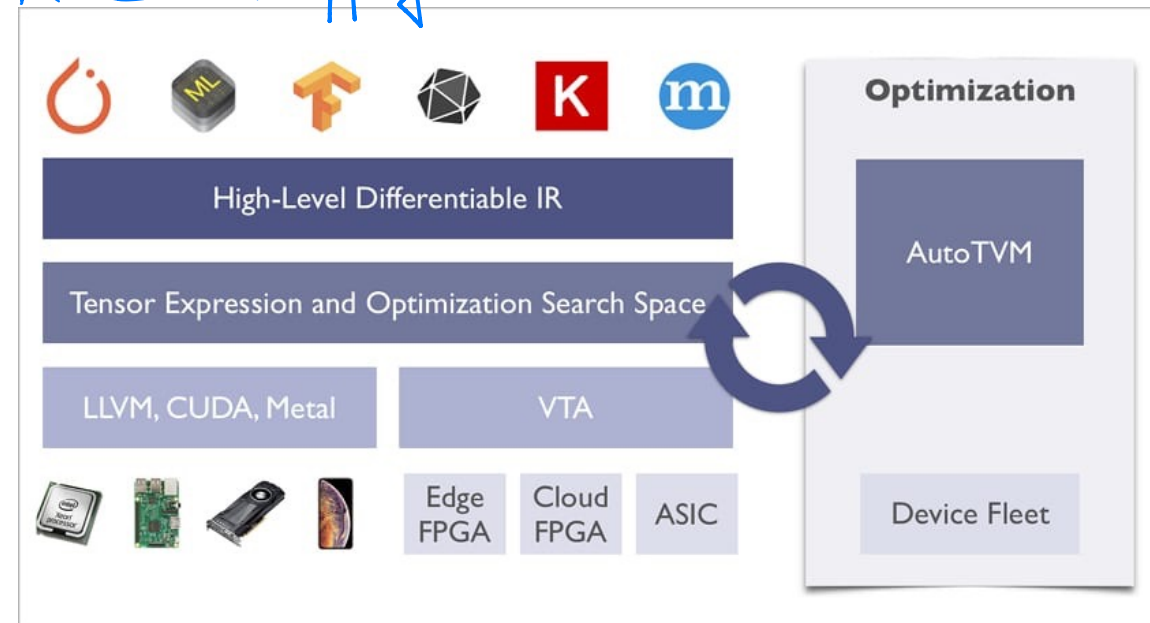 ML
K
m
Optimization
High-Level Differentiable IR
AutoTVM
Tensor Expression and Optimization Search Space
LLVM, CUDA, Metal
VTA
Edge
FPGA
Cloud
FPGA
ASIC
Device Fleet